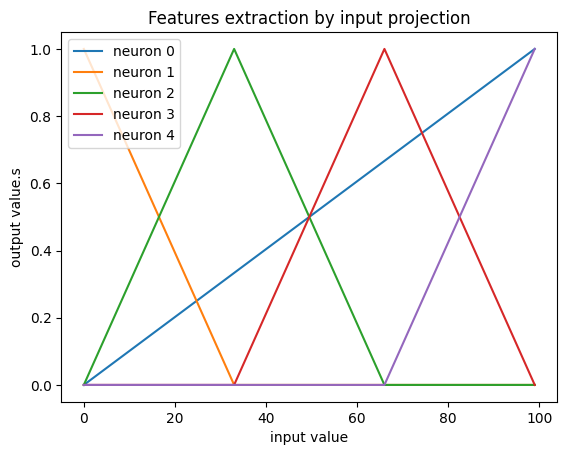 Features extraction by input projection
neuron 0
neuron 1
neuron 2
neuron 3
neuron 4
1.0
0.8
0.6
0.4
0.2
0.0
output value.s
0
20
40
60
80
100
input value